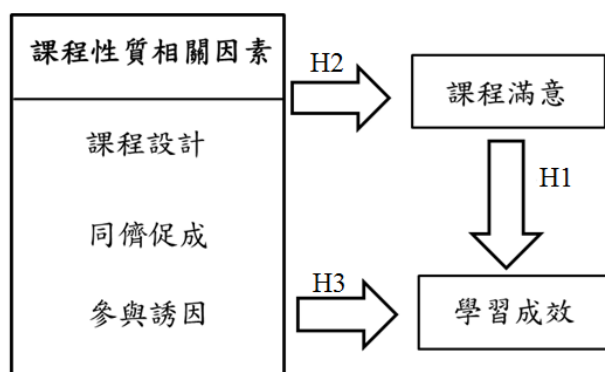 課程性質相關因素
H2
課程滿意
課程設計
H1
同儕促成
H3
參與誘因
學習成效